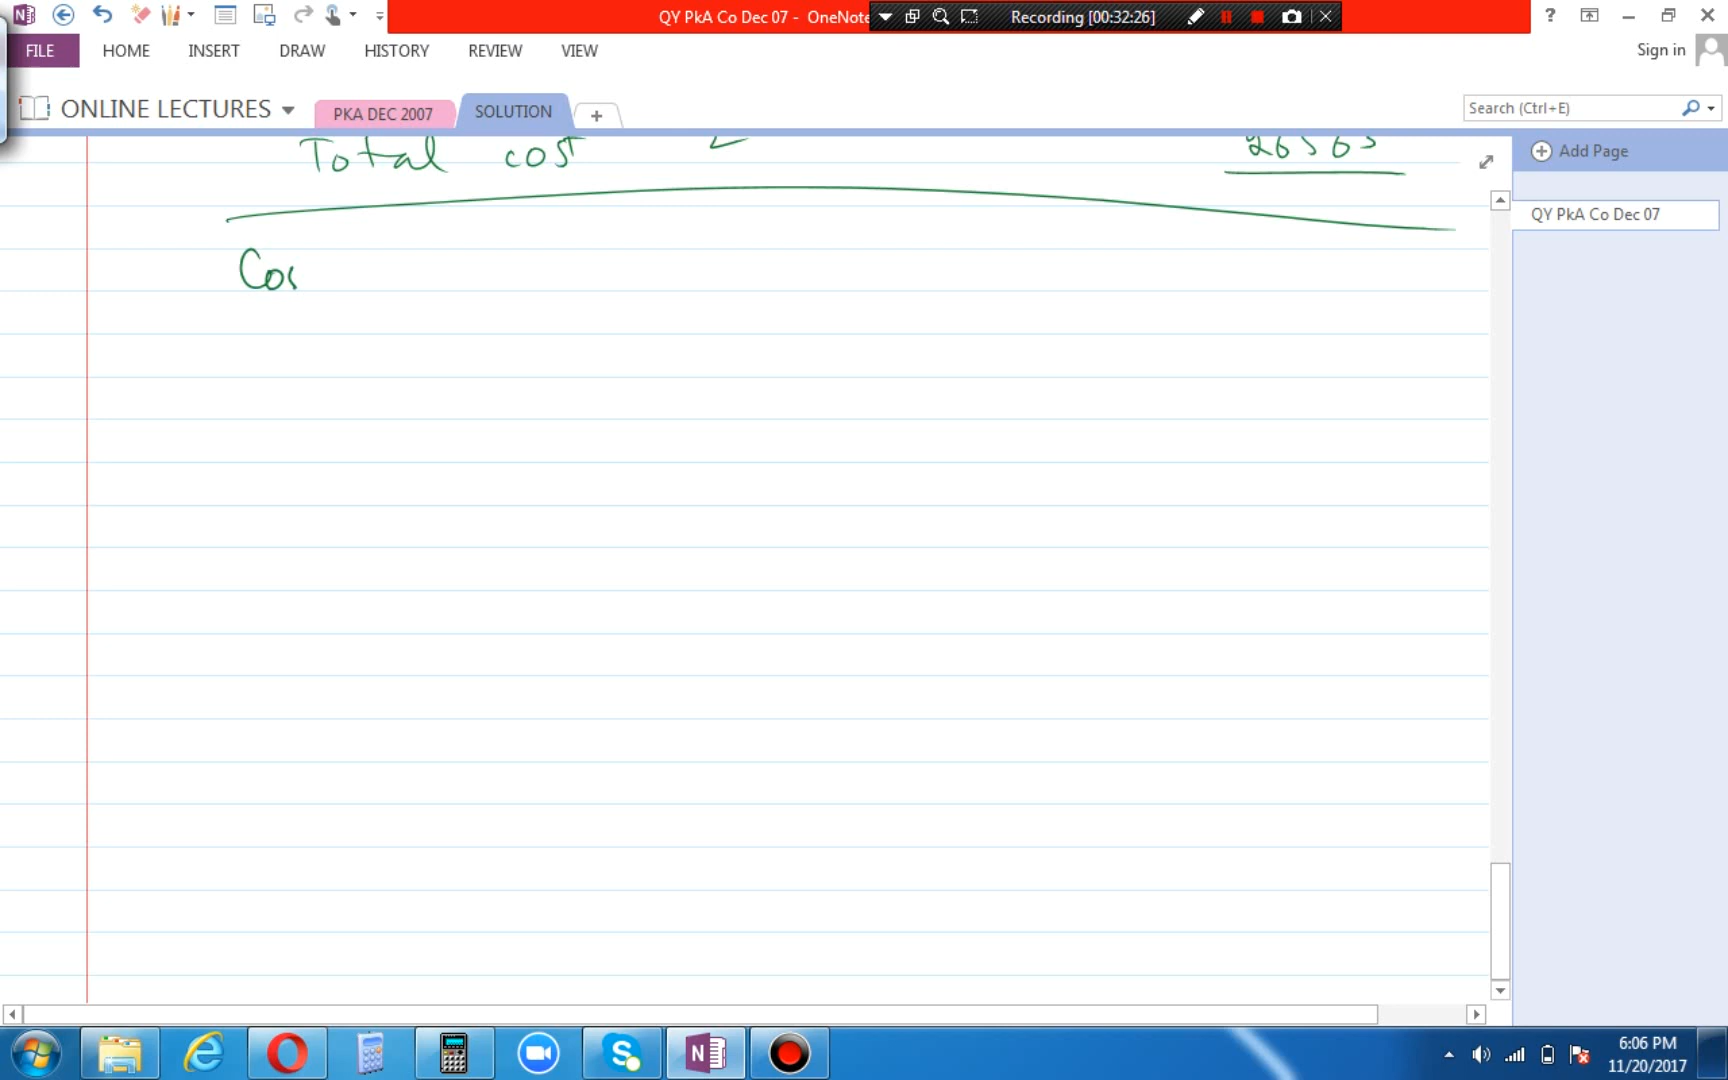 QY PkA Co Dec 07 - OneNote
Recording [00:32:26]
?
FILE
HOME
INSERT
DRAW
HISTORY
REVIEW
VIEW
Sign in
ONLINE LECTURES
PKA DEC 2007
SOLUTION
Search (Ctrl+E)
Total cost
Add Page
QY PkA Co Dec 07
Cos
6:06 PM
11/20/2017